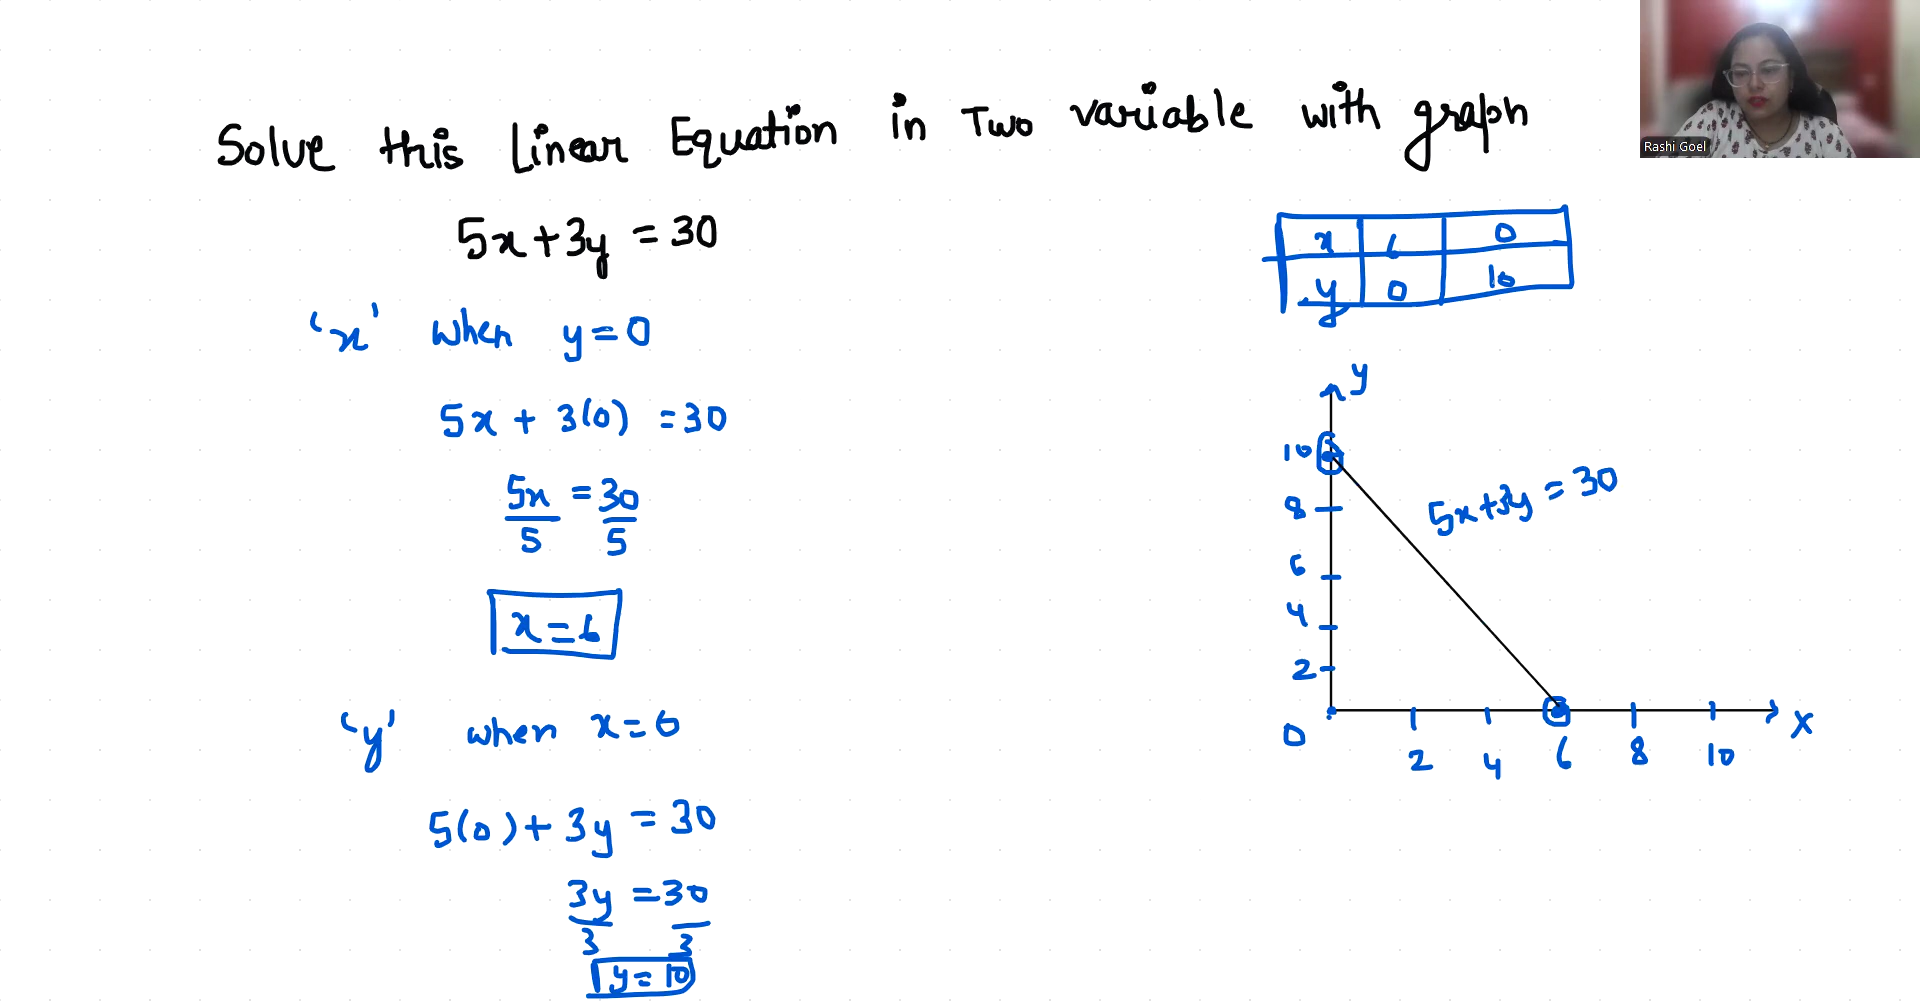 Solve this Linear Equation in Two variable with graph
Rashi Goel
5x+3y = 30
'x' when y=0
5x + 3(0) = 30
5x = 30
5 5
x=6
'y' when x=0
5(0)+3y = 30
3y = 30
3 3
y=10
x 6 0
y 0 10
y
10
8
6
4
2
0
2 4 6 8 10
x
5x+3y = 30